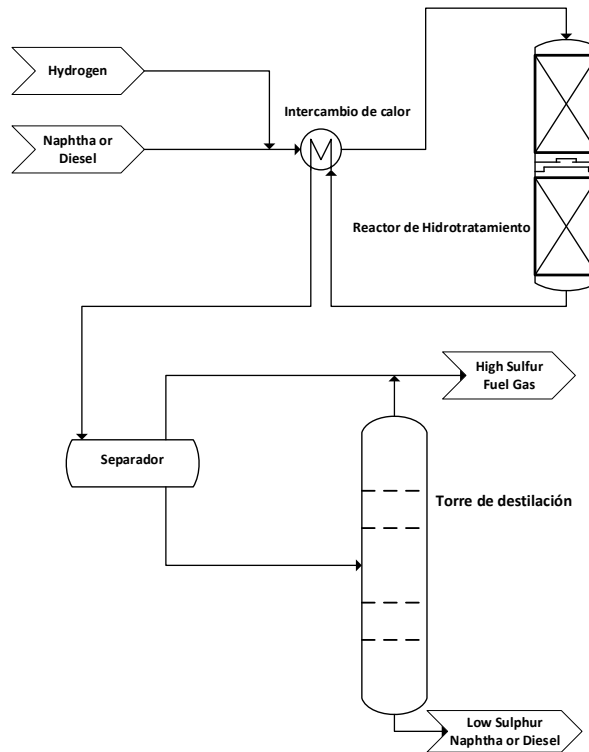 Hydrogen
Intercambio de calor
Naphtha or
Diesel
Reactor de Hidrotratamiento
High Sulfur
Fuel Gas
Separador
Torre de destilación
Low Sulphur
Naphtha or Diesel